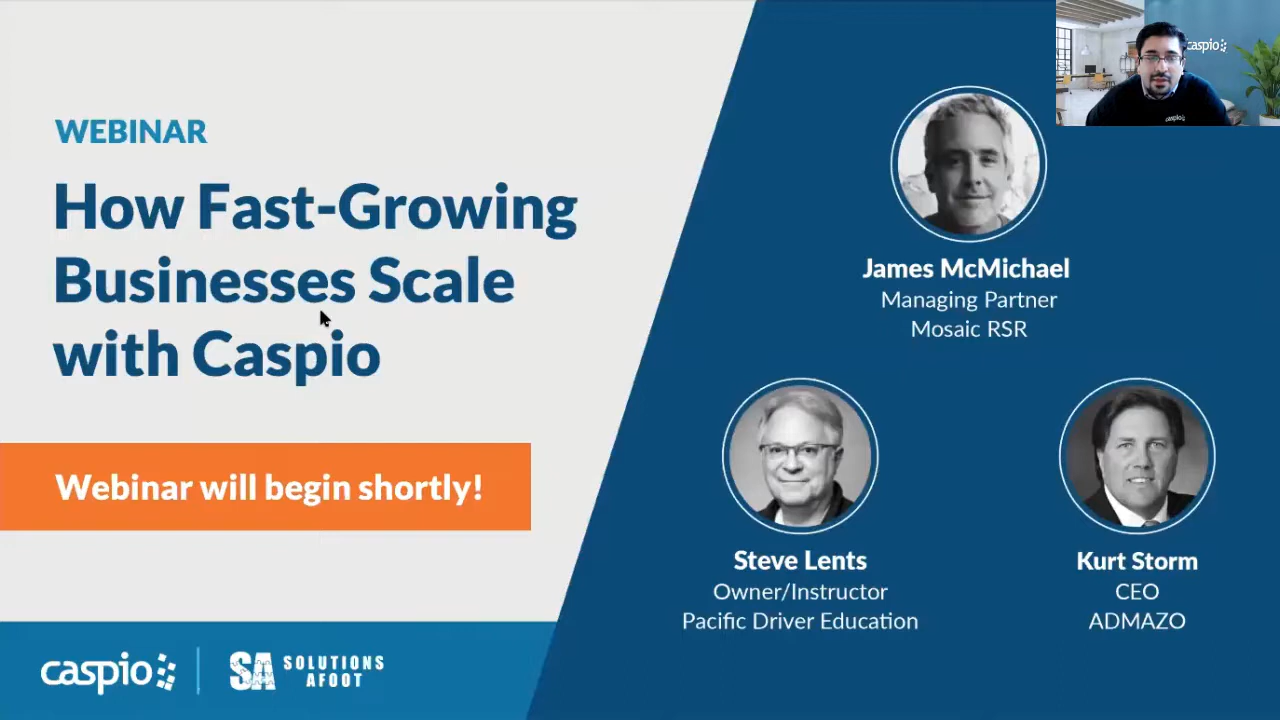 WEBINAR
How Fast-Growing
Businesses Scale
with Caspio
Webinar will begin shortly!
caspio
SA SOLUTIONS
AFOOT
James McMichael
Managing Partner
Mosaic RSR
Steve Lents
Owner/Instructor
Pacific Driver Education
Kurt Storm
CEO
ADMAZO
caspio
caspio